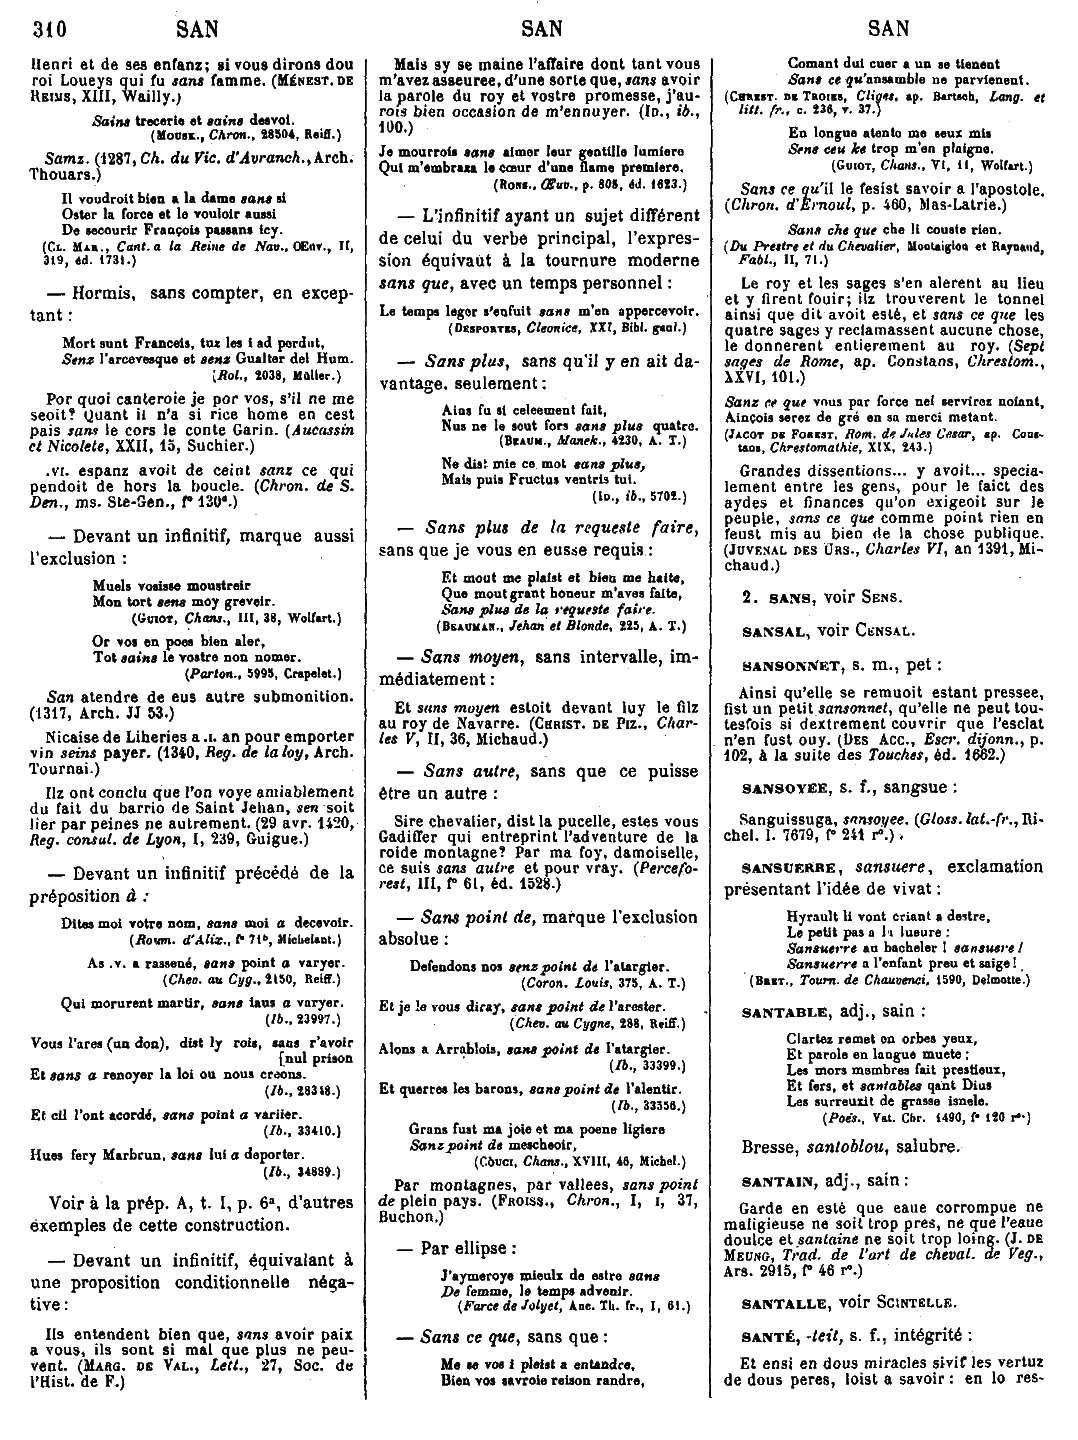 310 SAN SAN SAN
Henri et de ses enfanz; si vous dirons dou
roi Loueys qui fu sans famme. (MÉNEST. DE
REIUS, XIII, Wailly.)
Sains trecerie et sains desvoi.
(MOUSK., Chron., 28504, Reiff.)
Samz. (1287, Ch. du Vic. d'Avranch., Arch.
Thouars.)
Il voudroit bien a la dame sans si
Oster la force et le vouloir aussi
De secourir François passans icy.
(CL. MAR., Cant. a la Reine de Nav., OEuv., II,
319, éd. 1731.)
— Hormis, sans compter, en excep-
tant :
Mort sunt Franceis, tuz les i ad perdut,
Senz l'arcevesque et senz Gualter del Hum.
(Rol., 2038, Müller.)
Por quoi canteroie je por vos, s'il ne me
seoit? Quant il n'a si rice home en cest
pais sans le cors le conte Garin. (Aucassin
et Nicolete, XXII, 15, Suchier.)
.VI. espanz avoit de ceint sanz ce qui
pendoit de hors la boucle. (Chron. de S.
Den., ms. Ste-Gen., f° 130ᵈ.)
— Devant un infinitif, marque aussi
l'exclusion :
Muels vosisse moustreir
Mon tort sens moy greveir.
(GUIOT, Chans., III, 38, Wolfart.)
Or vos en poes bien aler,
Tot sains le vostre non nomer.
(Parton., 5995, Crapelet.)
San atendre de eus autre submonition.
(1317, Arch. JJ 53.)
Nicaise de Liheries a .I. an pour emporter
vin seins payer. (1340, Reg. de la loy, Arch.
Tournai.)
Ilz ont conclu que l'on voye amiablement
du fait du barrio de Saint Jehan, sen soit
lier par peines ne autrement. (29 avr. 1420,
Reg. consul. de Lyon, I, 239, Guigue.)
— Devant un infinitif précédé de la
préposition à :
Dites moi votre nom, sans moi a decevoir.
(Roum. d'Alix., f° 71ᵇ, Michelant.)
As .v. a rassené, sans point a varyer.
(Chev. au Cyg., 2150, Reiff.)
Qui morurent martir, sans iaus a varyer.
(Ib., 23997.)
Vous l'ares (un don), dist ly rois, sans r'avoir
[nul prison
Et sans a renoyer la loi ou nous creons.
(Ib., 28318.)
Et cil l'ont acordé, sans point a variier.
(Ib., 33410.)
Hues fery Marbrun, sans lui a deporter.
(Ib., 34889.)
Voir à la prép. A, t. I, p. 6ᵃ, d'autres
exemples de cette construction.
— Devant un infinitif, équivalant à
une proposition conditionnelle néga-
tive :
Ils entendent bien que, sans avoir paix
a vous, ils sont si mal que plus ne peu-
vent. (MARG. DE VAL., Lett., 27, Soc. de
l'Hist. de F.)
Mais sy se maine l'affaire dont tant vous
m'avez asseuree, d'une sorte que, sans avoir
la parole du roy et vostre promesse, j'au-
rois bien occasion de m'ennuyer. (ID., ib.,
100.)
Je mourrois sans aimer leur gentille lumiere
Qui m'embraza le cœur d'une flame premiere.
(RONS., Œuv., p. 805, éd. 1623.)
— L'infinitif ayant un sujet différent
de celui du verbe principal, l'expres-
sion équivaut à la tournure moderne
sans que, avec un temps personnel :
Le temps leger s'enfuit sans m'en appercevoir.
(DESPORTES, Cleonice, XXI, Bibl. gaul.)
— Sans plus, sans qu'il y en ait da-
vantage, seulement :
Ains fu si celeement fait,
Nus ne le sout fors sans plus quatre.
(BEAUM., Manek., 4230, A. T.)
Ne dist mie ce mot sans plus,
Mais puis Fructus ventris tui.
(ID., ib., 5702.)
— Sans plus de la requeste faire,
sans que je vous en eusse requis :
Et mout me plaist et bien me haite,
Que mout grant honeur m'aves faite,
Sans plus de la requeste faire.
(BEAUMAN., Jehan et Blonde, 225, A. T.)
— Sans moyen, sans intervalle, im-
médiatement :
Et sans moyen estoit devant luy le filz
au roy de Navarre. (CHRIST. DE PIZ., Char-
les V, II, 36, Michaud.)
— Sans autre, sans que ce puisse
être un autre :
Sire chevalier, dist la pucelle, estes vous
Gadiffer qui entreprint l'adventure de la
roide montagne? Par ma foy, damoiselle,
ce suis sans autre et pour vray. (Percefo-
rest, III, f° 61, éd. 1528.)
— Sans point de, marque l'exclusion
absolue :
Defendons nos senz point de l'atargier.
(Coron. Louis, 375, A. T.)
Et je le vous diray, sans point de l'arester.
(Chev. au Cygne, 288, Reiff.)
Alons a Arrablois, sans point de l'atargier.
(Ib., 33399.)
Et querres les barons, sans point de l'alentir.
(Ib., 33356.)
Grans fust ma joie et ma poene ligiere
Sanz point de mescheoir,
(COUCI, Chans., XVIII, 46, Michel.)
Par montagnes, par vallees, sans point
de plein pays. (FROISS., Chron., I, I, 37,
Buchon.)
— Par ellipse :
J'aymeroye mieulx de estre sans
De femme, le temps advenir.
(Farce de Jolyet, Anc. Th. fr., I, 61.)
— Sans ce que, sans que :
Me se vos i pleist a entandre,
Bien vos savroie reison randre,
Comant dui cuer a un se tienent
Sans ce qu'ansamble ne parvienent.
(CHREST. DE TROIES, Cliges, ap. Bartsch, Lang. et
litt. fr., c. 236, v. 37.)
En longue atente me seux mis
Sens ceu ke trop m'en plaigne.
(GUIOT, Chans., VI, 11, Wolfart.)
Sans ce qu'il le fesist savoir a l'apostole.
(Chron. d'Ernoul, p. 460, Mas-Latrie.)
Sans che que che li couste rien.
(Du Prestre et du Chevalier, Montaiglon et Raynaud,
Fabl., II, 71.)
Le roy et les sages s'en alerent au lieu
et y firent fouir; ilz trouverent le tonnel
ainsi que dit avoit esté, et sans ce que les
quatre sages y reclamassent aucune chose,
le donnerent entierement au roy. (Sept
sages de Rome, ap. Constans, Chrestom.,
XXVI, 101.)
Sanz ce que vous par force nel servirez noiant,
Ainçois serez de gré en sa merci metant.
(JACOT DE FOREST, Rom. de Jules Cesar, ap. Cons-
tans, Chrestomathie, XIX, 243.)
Grandes dissentions... y avoit... specia-
lement entre les gens, pour le faict des
aydes et finances qu'on exigeoit sur le
peuple, sans ce que comme point rien en
feust mis au bien de la chose publique.
(JUVENAL DES URS., Charles VI, an 1391, Mi-
chaud.)
2. SANS, voir SENS.
SANSAL, voir CENSAL.
SANSONNET, s. m., pet :
Ainsi qu'elle se remuoit estant pressee,
fist un petit sansonnet, qu'elle ne peut tou-
tesfois si dextrement couvrir que l'esclat
n'en fust ouy. (DES ACC., Escr. dijonn., p.
102, à la suite des Touches, éd. 1662.)
SANSOYEE, s. f., sangsue :
Sanguissuga, sansoyee. (Gloss. lat.-fr., Ri-
chel. l. 7679, f° 241 r°.)
SANSUERRE, sansuere, exclamation
présentant l'idée de vivat :
Hyrault li vont criant a destre,
Le petit pas a la lueure :
Sansuerre au bacheler ! sansuere !
Sansuerre a l'enfant preu et saige !
(BRET., Tourn. de Chauvenci, 1590, Delmotte.)
SANTABLE, adj., sain :
Clartez remet en orbes yeux,
Et parole en langue muete :
Les mors membres fait prestieux,
Et fers, et santables qant Dius
Les surreuxit de grasse isnele.
(Poés., Vat. Chr. 1490, f° 120 r°.)
Bresse, santoblou, salubre.
SANTAIN, adj., sain :
Garde en esté que eaue corrompue ne
maligieuse ne soit trop pres, ne que l'eaue
doulce et santaine ne soit trop loing. (J. DE
MEUNG, Trad. de l'art de cheval. de Veg.,
Ars. 2915, f° 46 r°.)
SANTALLE, voir SCINTELLE.
SANTÉ, -teit, s. f., intégrité :
Et ensi en dous miracles sivif les vertuz
de dous peres, loist a savoir : en lo res-